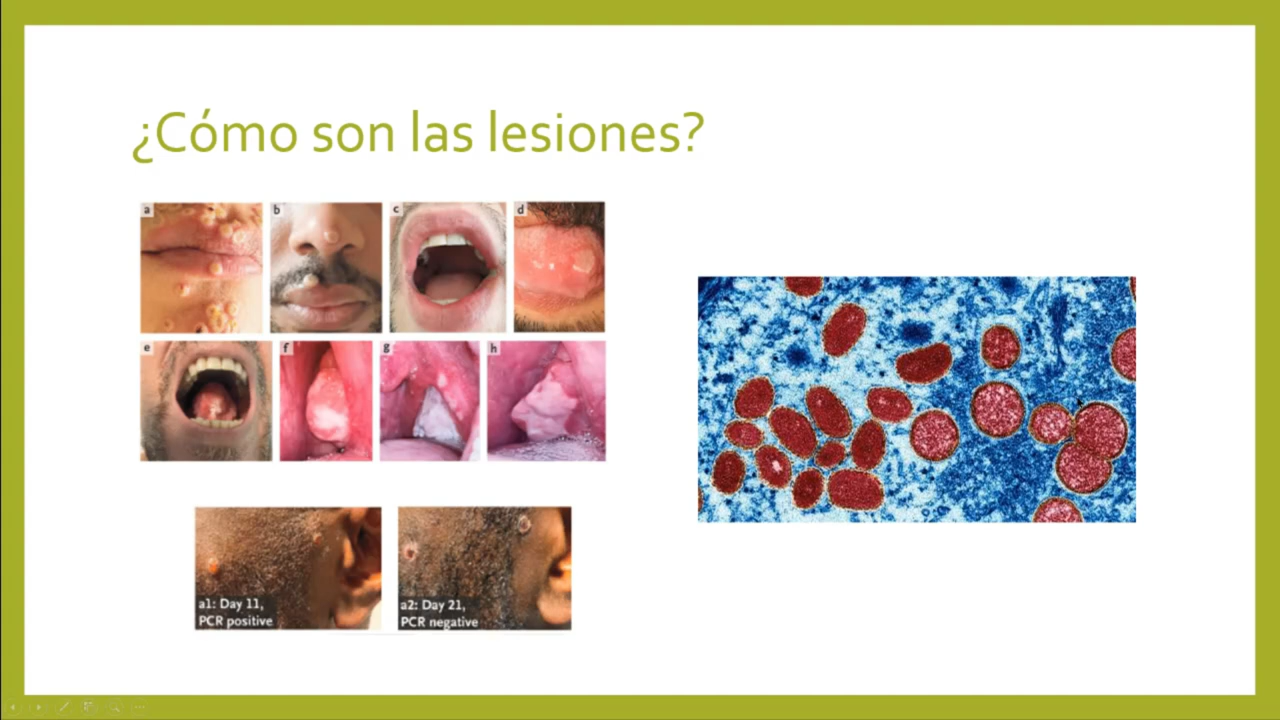 ¿Cómo son las lesiones?
a
b
c
d
e
f
g
h
a1: Day 11,
PCR positive
a2: Day 21,
PCR negative